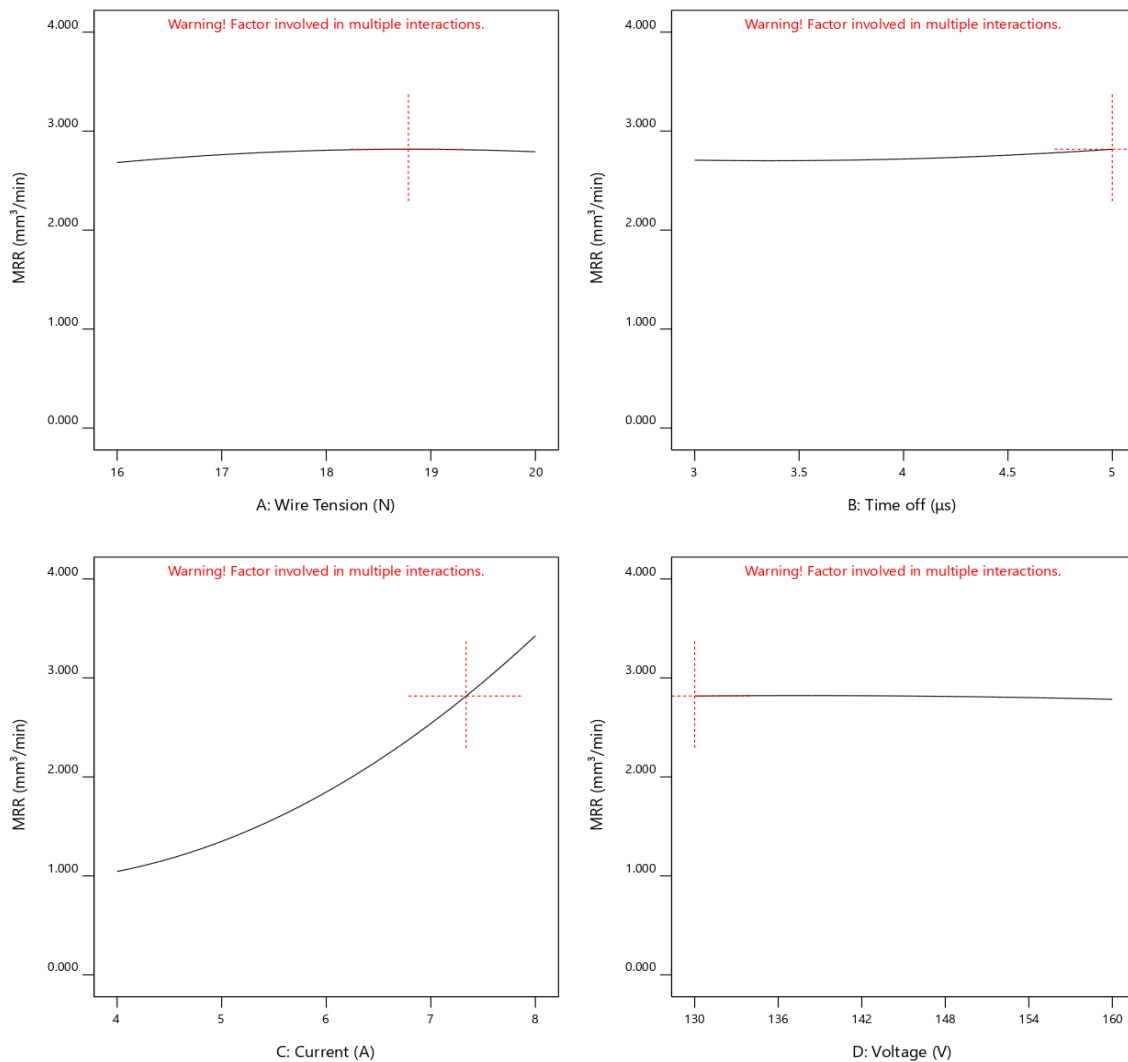 Warning! Factor involved in multiple interactions.
4.000
3.000
2.000
1.000
0.000
MRR (mm³/min)
16 17 18 19 20
A: Wire Tension (N)
Warning! Factor involved in multiple interactions.
4.000
3.000
2.000
1.000
0.000
MRR (mm³/min)
3 3.5 4 4.5 5
B: Time off (µs)
Warning! Factor involved in multiple interactions.
4.000
3.000
2.000
1.000
0.000
MRR (mm³/min)
4 5 6 7 8
C: Current (A)
Warning! Factor involved in multiple interactions.
4.000
3.000
2.000
1.000
0.000
MRR (mm³/min)
130 136 142 148 154 160
D: Voltage (V)